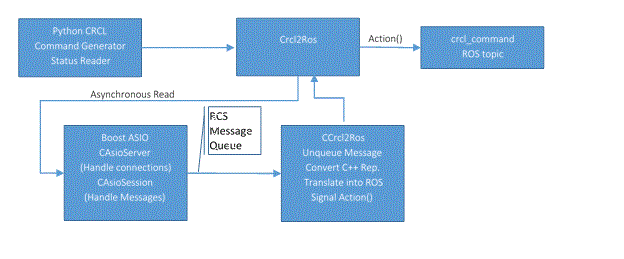 Python CRCL
Command Generator
Status Reader
Crcl2Ros
Action()
crcl_command
ROS topic
Asynchronous Read
RCS
Message
Queue
Boost ASIO
CAsioServer
(Handle connections)
CAsioSession
(Handle Messages)
CCrcl2Ros
Unqueue Message
Convert C++ Rep.
Translate into ROS
Signal Action()